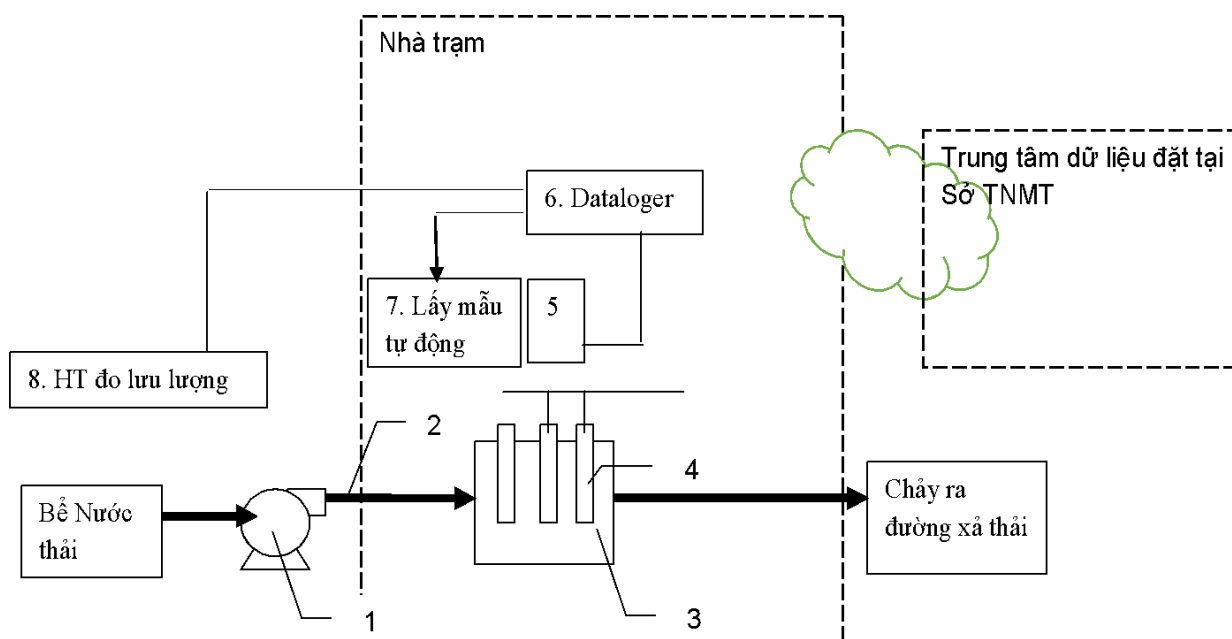 Nhà trạm
Trung tâm dữ liệu đặt tại
Sở TNMT
6. Dataloger
7. Lấy mẫu
tự động
5
8. HT đo lưu lượng
2
4
Bể Nước
thải
Chảy ra
đường xả thải
1
3